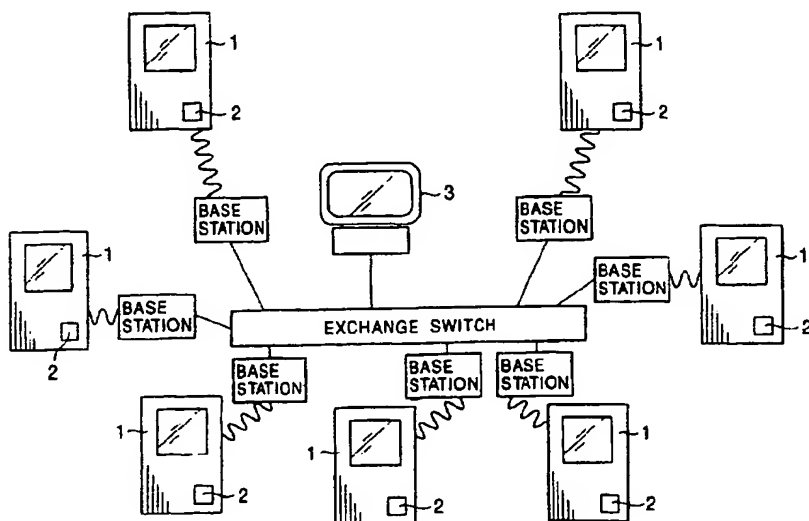 1
2
1
2
BASE
STATION
3
BASE
STATION
1
2
BASE
STATION
BASE
STATION
1
2
EXCHANGE SWITCH
BASE
STATION
BASE
STATION
BASE
STATION
1
2
1
2
1
2